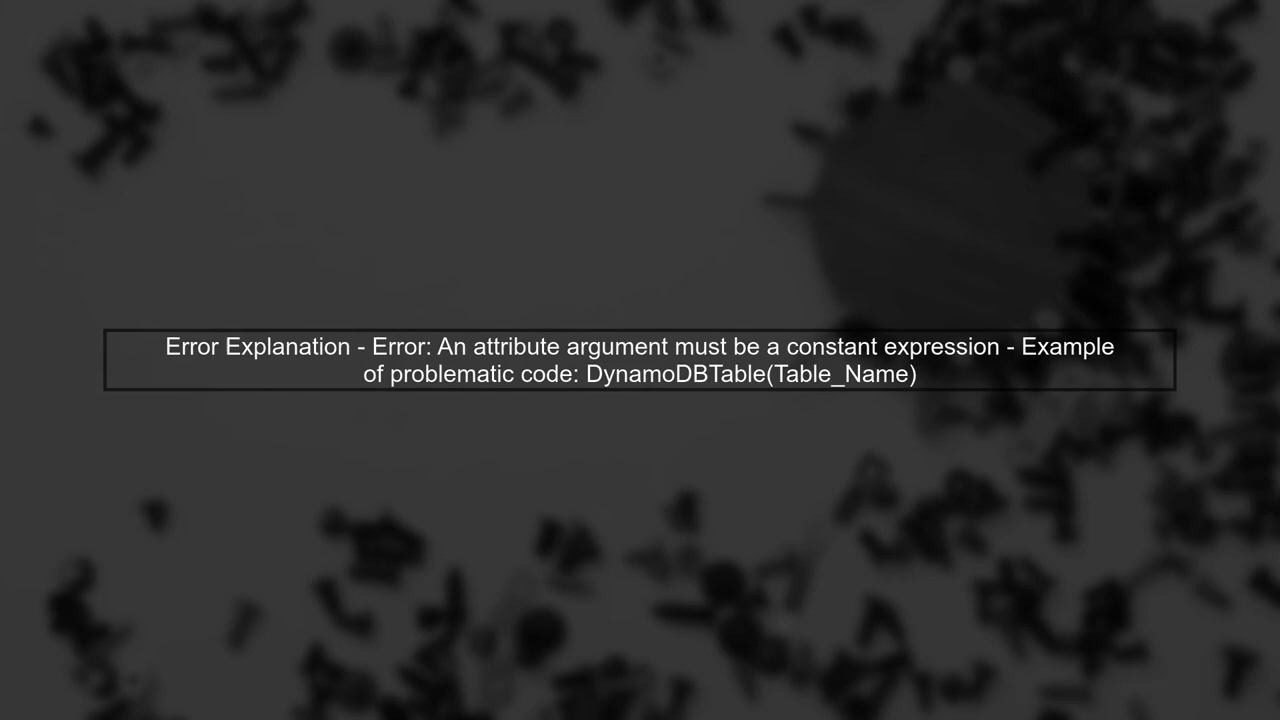 Error Explanation - Error: An attribute argument must be a constant expression - Example
of problematic code: DynamoDBTable(Table_Name)